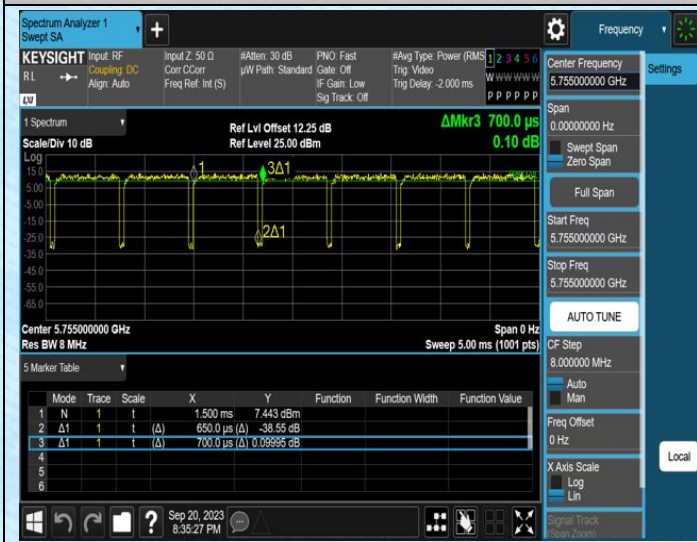 Spectrum Analyzer 1
Swept SA
Frequency
KEYSIGHT
Input: RF
Coupling: DC
Align: Auto
Input Z: 50 Ω
Corr CCorr
Freq Ref: Int (S)
#Atten: 30 dB
µW Path: Standard
PNO: Fast
Gate: Off
IF Gain: Low
Sig Track: Off
#Avg Type: Power (RMS
Trig: Video
Trig Delay: -2.000 ms
1 2 3 4 5 6
W W W W W W
P P P P P P
RL
LXI
Center Frequency
5.755000000 GHz
Settings
Span
0.00000000 Hz
Swept Span
Zero Span
Full Span
Start Freq
5.755000000 GHz
Stop Freq
5.755000000 GHz
AUTO TUNE
CF Step
8.000000 MHz
Auto
Man
Freq Offset
0 Hz
X Axis Scale
Log
Lin
Signal Track
(Span Zoom)
Local
1 Spectrum
Scale/Div 10 dB
Ref Lvl Offset 12.25 dB
Ref Level 25.00 dBm
ΔMkr3 700.0 µs
0.10 dB
Log
15.0
5.00
-5.00
-15.0
-25.0
-35.0
-45.0
-55.0
-65.0
1
3Δ1
2Δ1
Center 5.755000000 GHz
Res BW 8 MHz
Span 0 Hz
Sweep 5.00 ms (1001 pts)
5 Marker Table
Mode Trace Scale X Y Function Function Width Function Value
1 N 1 t 1.500 ms 7.443 dBm
2 Δ1 1 t (Δ) 650.0 µs (Δ) -38.55 dB
3 Δ1 1 t (Δ) 700.0 µs (Δ) 0.09995 dB
4
5
6
?
Sep 20, 2023
8:35:27 PM